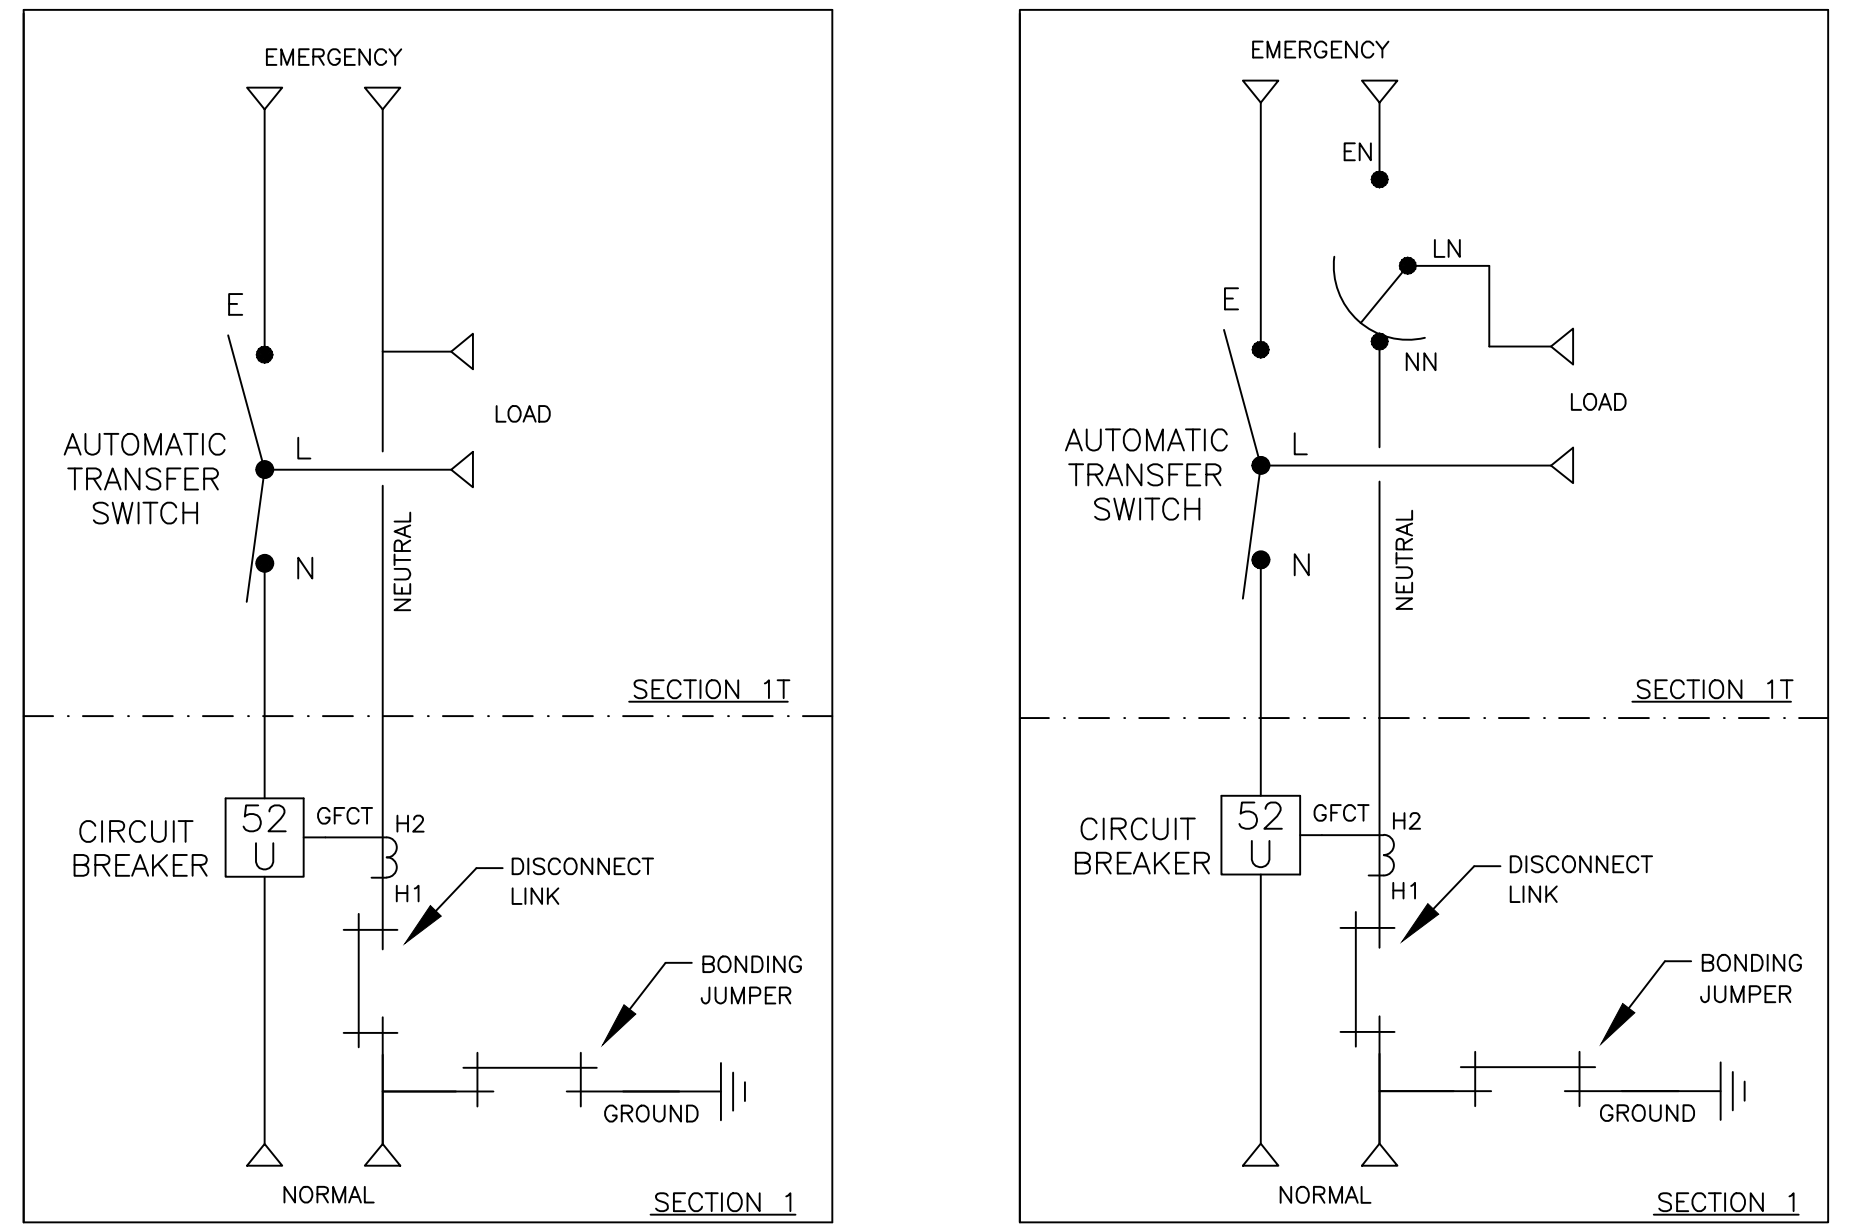 EMERGENCY
E
LOAD
AUTOMATIC
TRANSFER
SWITCH
L
N
NEUTRAL
SECTION 1T
CIRCUIT
BREAKER
52
U
GFCT
H2
H1
DISCONNECT
LINK
BONDING
JUMPER
GROUND
NORMAL
SECTION 1
EMERGENCY
EN
LN
E
NN
LOAD
AUTOMATIC
TRANSFER
SWITCH
L
N
NEUTRAL
SECTION 1T
CIRCUIT
BREAKER
52
U
GFCT
H2
H1
DISCONNECT
LINK
BONDING
JUMPER
GROUND
NORMAL
SECTION 1